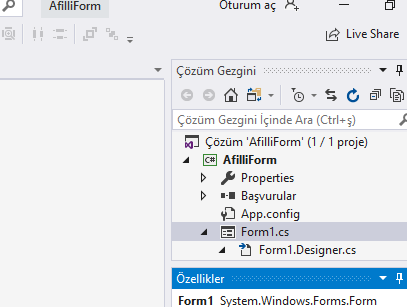 AfilliForm
Oturum aç
Live Share
Çözüm Gezgini
Çözüm Gezgini İçinde Ara (Ctrl+ş)
Çözüm 'AfilliForm' (1 / 1 proje)
C# AfilliForm
Properties
Başvurular
App.config
Form1.cs
Form1.Designer.cs
Özellikler
Form1 System.Windows.Forms.Form